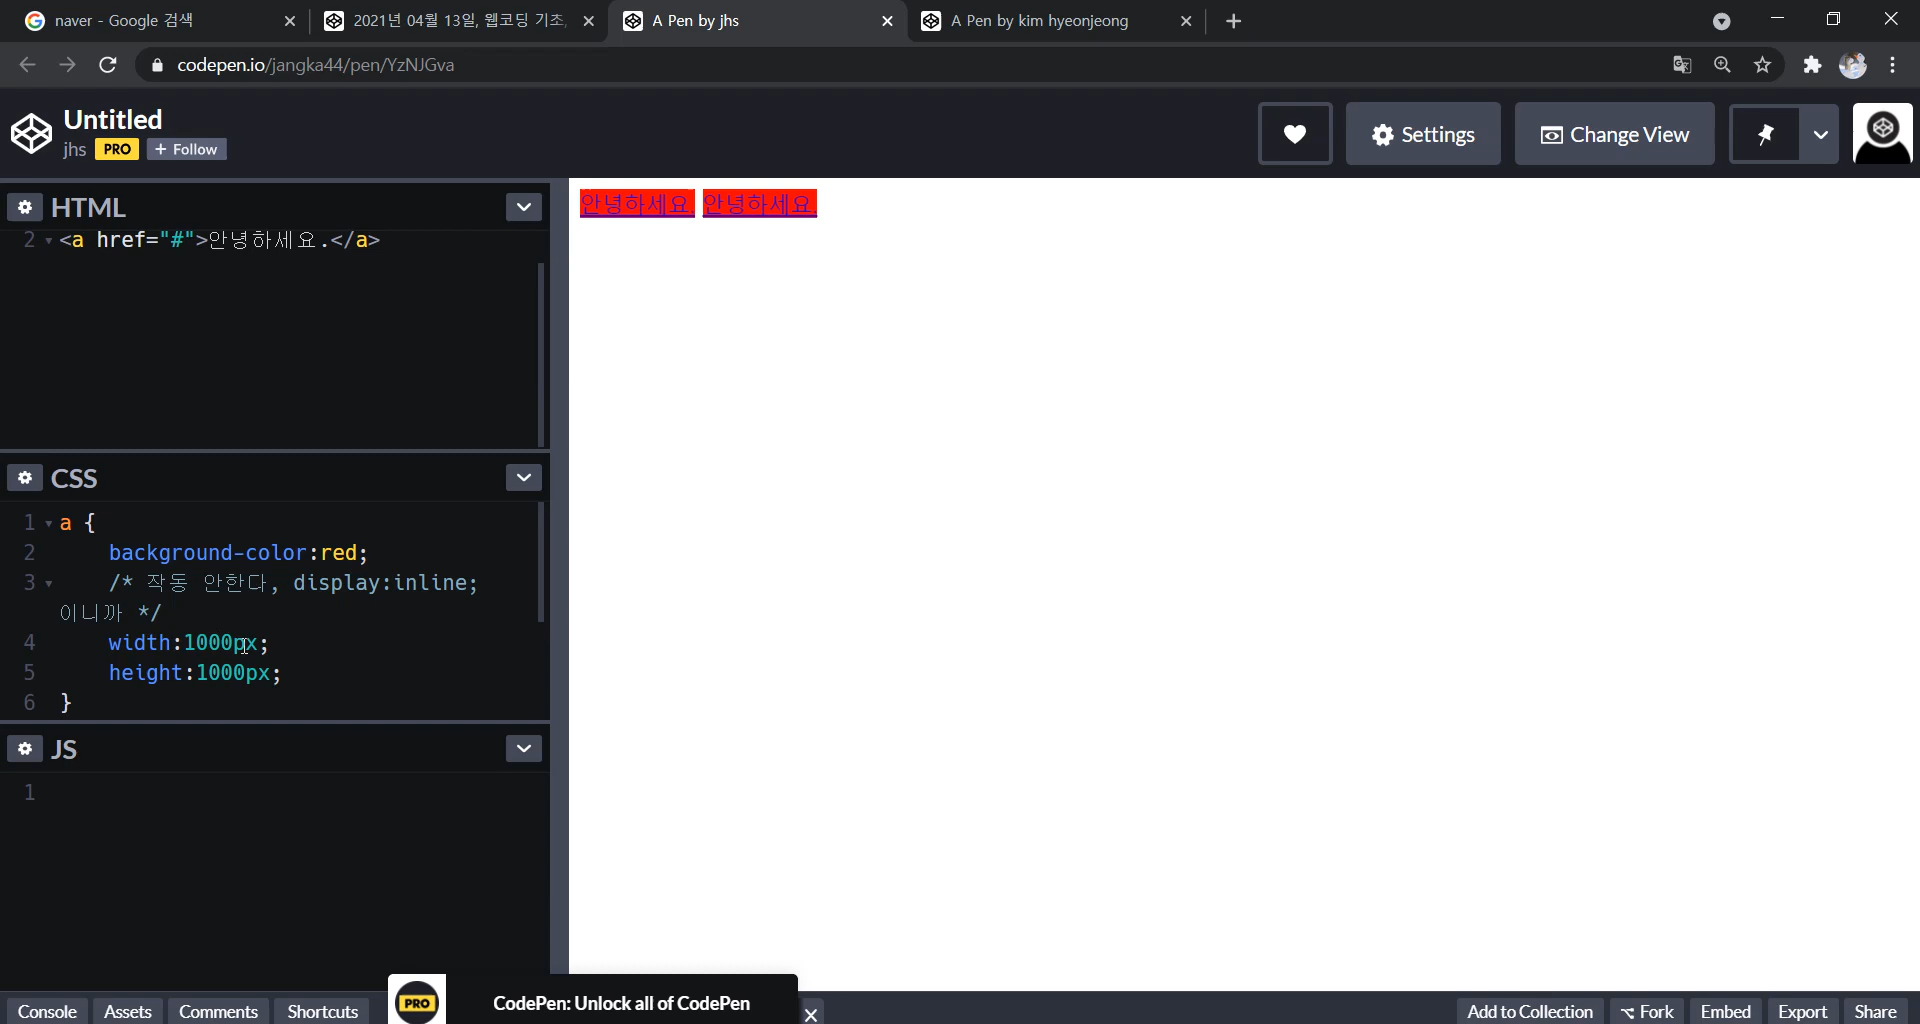 naver - Google 검색
2021년 04월 13일, 웹코딩 기초,
A Pen by jhs
A Pen by kim hyeonjeong
codepen.io/jangka44/pen/YzNJGva
Untitled
jhs PRO + Follow
Settings
Change View
HTML
2 <a href="#">안녕하세요.</a>
안녕하세요. 안녕하세요.
CSS
1 a {
2 background-color:red;
3 /* 작동 안한다, display:inline;
이니까 */
4 width:1000px;
5 height:1000px;
6 }
JS
1
PRO CodePen: Unlock all of CodePen
Console Assets Comments Shortcuts
Add to Collection Fork Embed Export Share